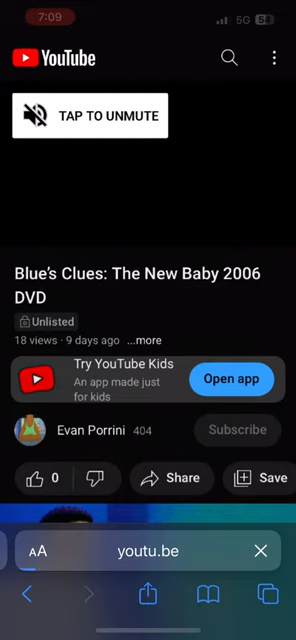 7:09
5G 54
YouTube
TAP TO UNMUTE
Blue's Clues: The New Baby 2006
DVD
Unlisted
18 views · 9 days ago ...more
Try YouTube Kids
An app made just
for kids
Open app
Evan Porrini 404
Subscribe
0
Share
Save
AA
youtu.be